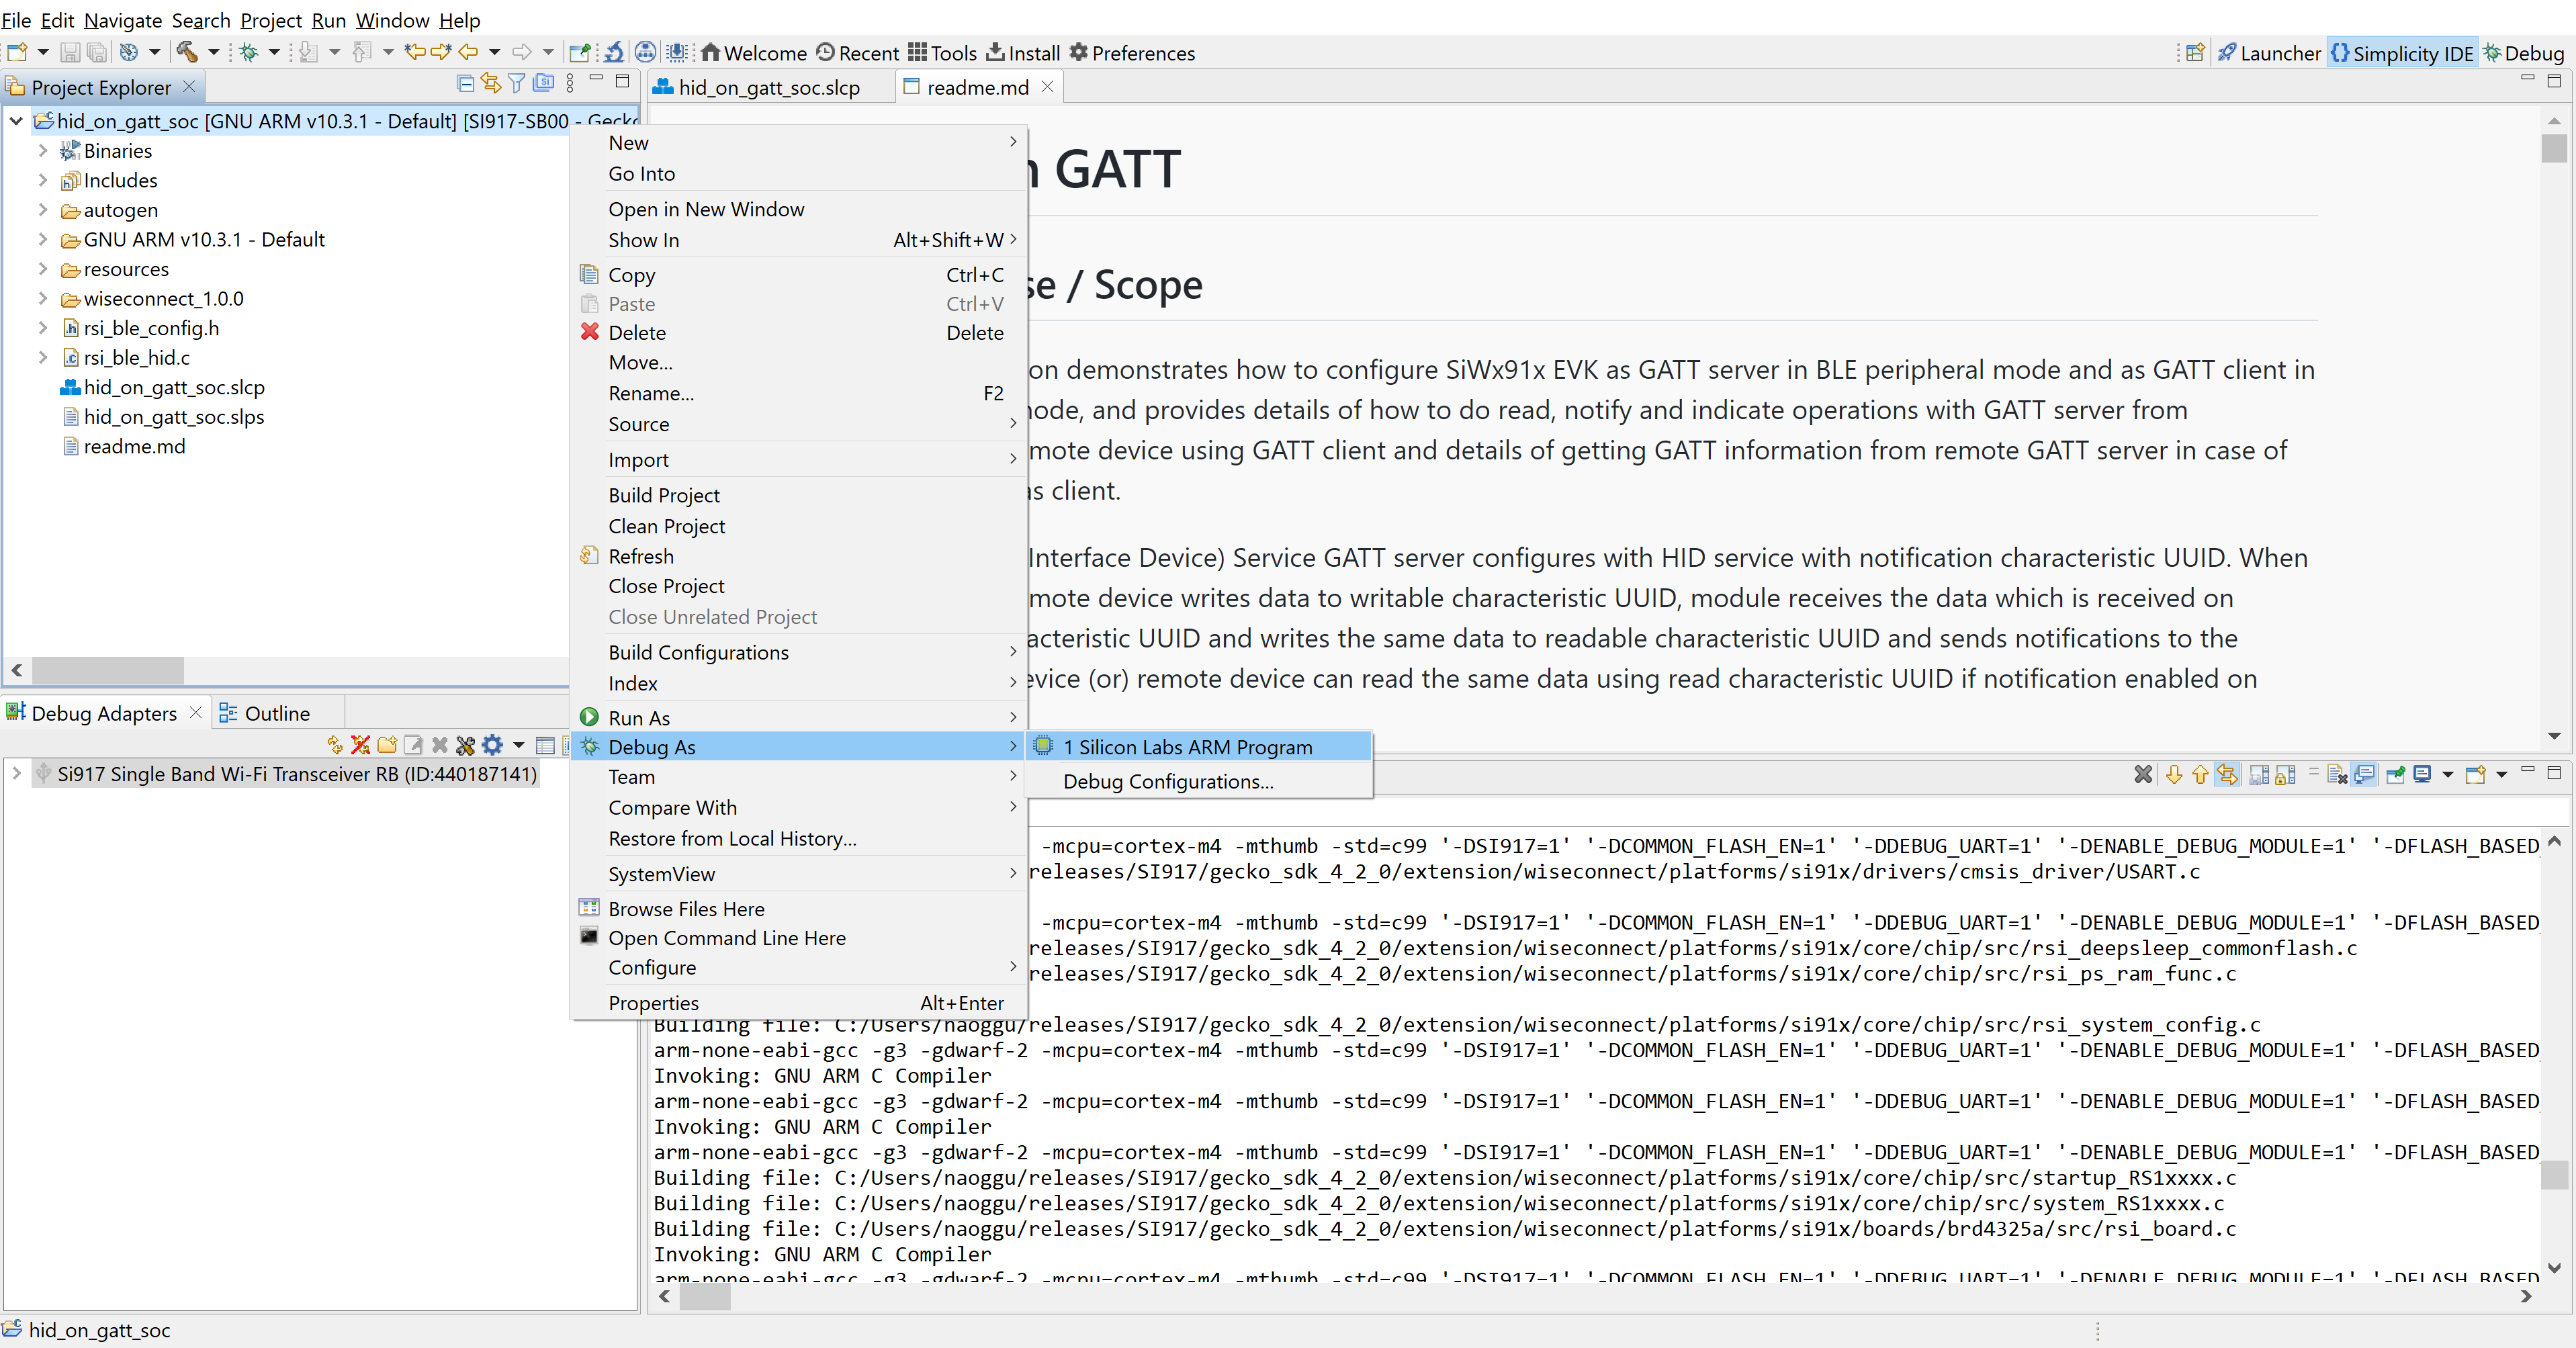 File Edit Navigate Search Project Run Window Help
Welcome Recent Tools Install Preferences Launcher Simplicity IDE Debug
Project Explorer
hid_on_gatt_soc [GNU ARM v10.3.1 - Default] [SI917-SB00 - Gecko
Binaries
Includes
autogen
GNU ARM v10.3.1 - Default
resources
wiseconnect_1.0.0
rsi_ble_config.h
rsi_ble_hid.c
hid_on_gatt_soc.slcp
hid_on_gatt_soc.slps
readme.md
Debug Adapters Outline
Si917 Single Band Wi-Fi Transceiver RB (ID:440187141)
New
Go Into
Open in New Window
Show In Alt+Shift+W
Copy Ctrl+C
Paste Ctrl+V
Delete Delete
Move...
Rename... F2
Source
Import
Build Project
Clean Project
Refresh
Close Project
Close Unrelated Project
Build Configurations
Index
Run As
Debug As
Team
Compare With
Restore from Local History...
SystemView
Browse Files Here
Open Command Line Here
Configure
Properties Alt+Enter
1 Silicon Labs ARM Program
Debug Configurations...
hid_on_gatt_soc.slcp readme.md
GATT
/ Scope
on demonstrates how to configure SiWx91x EVK as GATT server in BLE peripheral mode and as GATT client in
, and provides details of how to do read, notify and indicate operations with GATT server from
mote device using GATT client and details of getting GATT information from remote GATT server in case of
as client.
Interface Device) Service GATT server configures with HID service with notification characteristic UUID. When
mote device writes data to writable characteristic UUID, module receives the data which is received on
acteristic UUID and writes the same data to readable characteristic UUID and sends notifications to the
evice (or) remote device can read the same data using read characteristic UUID if notification enabled on
-mcpu=cortex-m4 -mthumb -std=c99 '-DSI917=1' '-DCOMMON_FLASH_EN=1' '-DDEBUG_UART=1' '-DENABLE_DEBUG_MODULE=1' '-DFLASH_BASED_
releases/SI917/gecko_sdk_4_2_0/extension/wiseconnect/platforms/si91x/drivers/cmsis_driver/USART.c
-mcpu=cortex-m4 -mthumb -std=c99 '-DSI917=1' '-DCOMMON_FLASH_EN=1' '-DDEBUG_UART=1' '-DENABLE_DEBUG_MODULE=1' '-DFLASH_BASED_
releases/SI917/gecko_sdk_4_2_0/extension/wiseconnect/platforms/si91x/core/chip/src/rsi_deepsleep_commonflash.c
releases/SI917/gecko_sdk_4_2_0/extension/wiseconnect/platforms/si91x/core/chip/src/rsi_ps_ram_func.c
Building file: C:/Users/naoggu/releases/SI917/gecko_sdk_4_2_0/extension/wiseconnect/platforms/si91x/core/chip/src/rsi_system_config.c
arm-none-eabi-gcc -g3 -gdwarf-2 -mcpu=cortex-m4 -mthumb -std=c99 '-DSI917=1' '-DCOMMON_FLASH_EN=1' '-DDEBUG_UART=1' '-DENABLE_DEBUG_MODULE=1' '-DFLASH_BASED_
Invoking: GNU ARM C Compiler
arm-none-eabi-gcc -g3 -gdwarf-2 -mcpu=cortex-m4 -mthumb -std=c99 '-DSI917=1' '-DCOMMON_FLASH_EN=1' '-DDEBUG_UART=1' '-DENABLE_DEBUG_MODULE=1' '-DFLASH_BASED_
Invoking: GNU ARM C Compiler
arm-none-eabi-gcc -g3 -gdwarf-2 -mcpu=cortex-m4 -mthumb -std=c99 '-DSI917=1' '-DCOMMON_FLASH_EN=1' '-DDEBUG_UART=1' '-DENABLE_DEBUG_MODULE=1' '-DFLASH_BASED_
Building file: C:/Users/naoggu/releases/SI917/gecko_sdk_4_2_0/extension/wiseconnect/platforms/si91x/core/chip/src/startup_RS1xxxx.c
Building file: C:/Users/naoggu/releases/SI917/gecko_sdk_4_2_0/extension/wiseconnect/platforms/si91x/core/chip/src/system_RS1xxxx.c
Building file: C:/Users/naoggu/releases/SI917/gecko_sdk_4_2_0/extension/wiseconnect/platforms/si91x/boards/brd4325a/src/rsi_board.c
Invoking: GNU ARM C Compiler
arm-none-eabi-gcc -g3 -gdwarf-2 -mcpu=cortex-m4 -mthumb -std=c99 '-DSI917=1' '-DCOMMON_FLASH_EN=1' '-DDEBUG_UART=1' '-DENABLE_DEBUG_MODULE=1' '-DFLASH_BASED
hid_on_gatt_soc